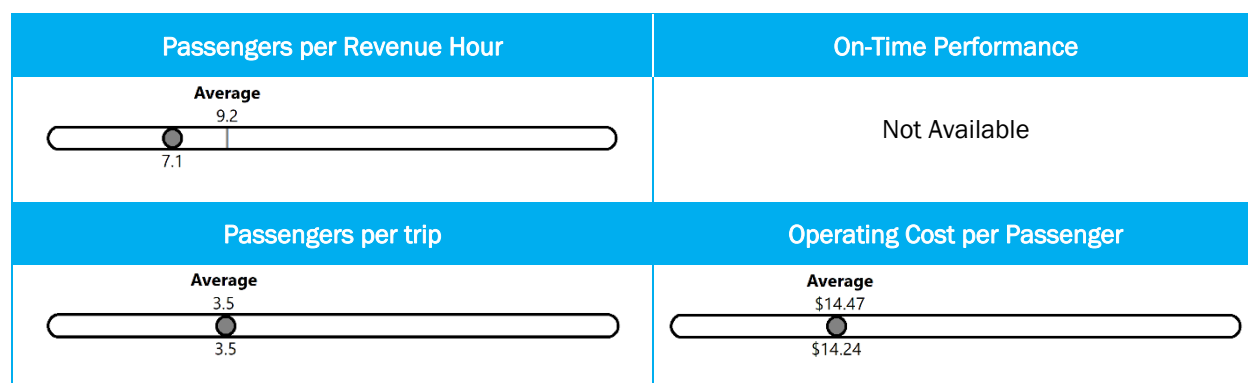 Passengers per Revenue Hour
On-Time Performance
Average
9.2
7.1
Not Available
Passengers per trip
Operating Cost per Passenger
Average
3.5
3.5
Average
$14.47
$14.24